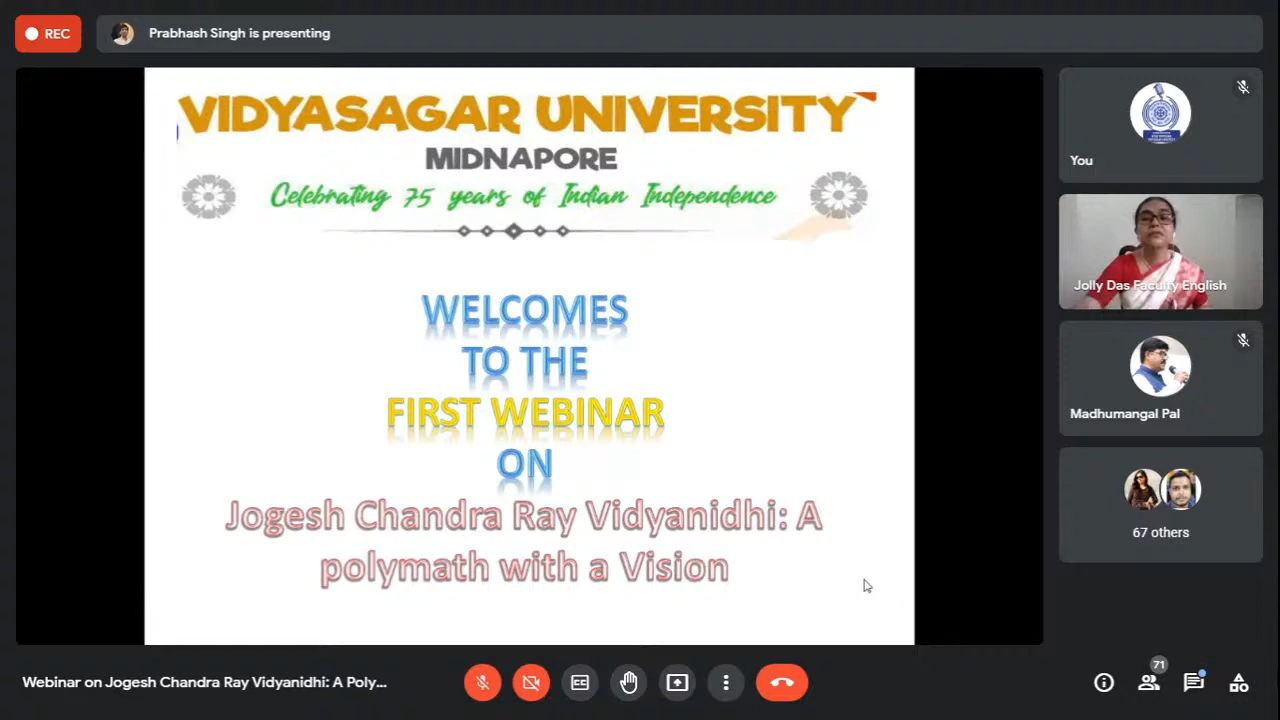 REC
Prabhash Singh is presenting
VIDYASAGAR UNIVERSITY
MIDNAPORE
Celebrating 75 years of Indian Independence
WELCOMES
TO THE
FIRST WEBINAR
ON
Jogesh Chandra Ray Vidyanidhi: A
polymath with a Vision
You
Jolly Das Faculty English
Madhumangal Pal
67 others
Webinar on Jogesh Chandra Ray Vidyanidhi: A Poly...
CC
71